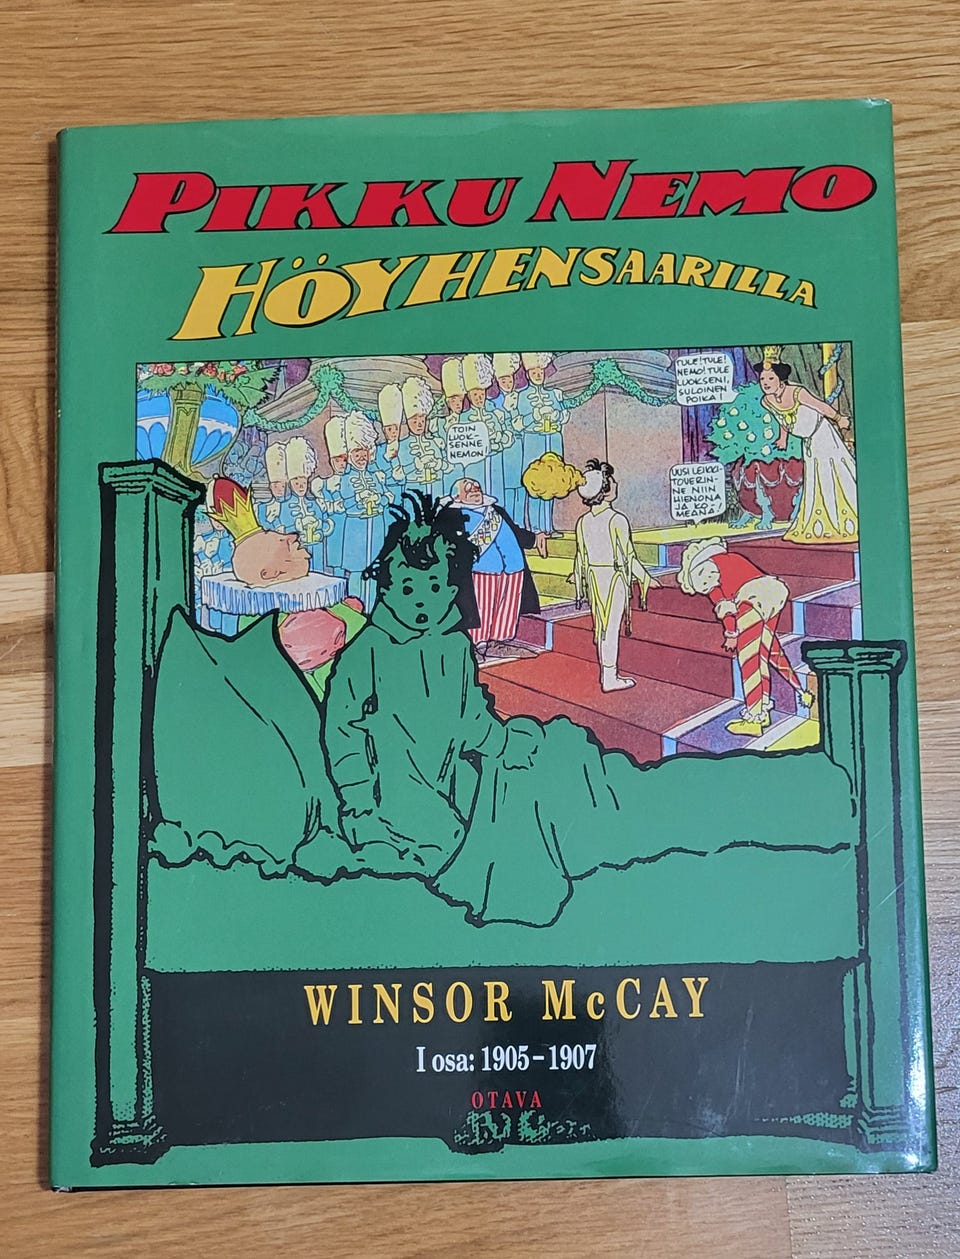 PIKKU NEMO
HÖYHENSAARILLA
TULE! TULE!
NEMO! TULE
LUOKSENI,
SULOINEN
POIKA!
TOIN
LUOK-
SENNE
NEMON!
UUSI LEIKKI-
TOVERIN-
NE NIIN
HIENONA
JA KO-
MEANA!
WINSOR McCAY
I osa: 1905–1907
OTAVA